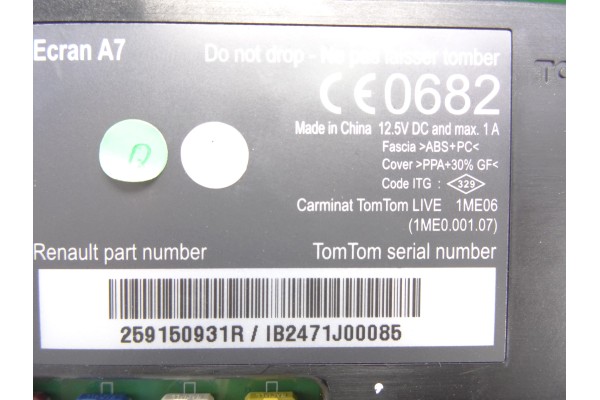 Ecran A7
Do not drop - Ne pas laisser tomber
CE0682
Made in China 12.5V DC and max. 1 A
Fascia >ABS+PC<
Cover >PPA+30% GF<
Code ITG : 329
Carminat TomTom LIVE 1ME06
(1ME0.001.07)
Renault part number
TomTom serial number
259150931R / IB2471J00085